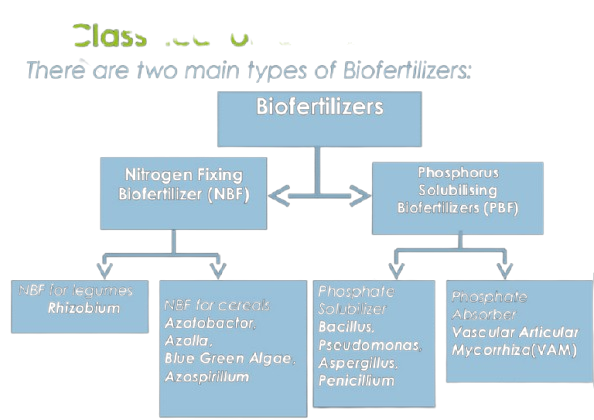 There are two main types of Biofertilizers:
Biofertilizers
Nitrogen Fixing
Biofertilizer (NBF)
Phosphorus
Solubilising
Biofertilizers (PBF)
NBF for legumes
Rhizobium
NBF for cereals
Azatobactor,
Azolla,
Blue Green Algae,
Azospirillum
Phosphate
Solubilizer
Bacillus,
Pseudomonas,
Aspergillus,
Penicillium
Phosphate
Absorber
Vascular Articular
Mycorrhiza(VAM)